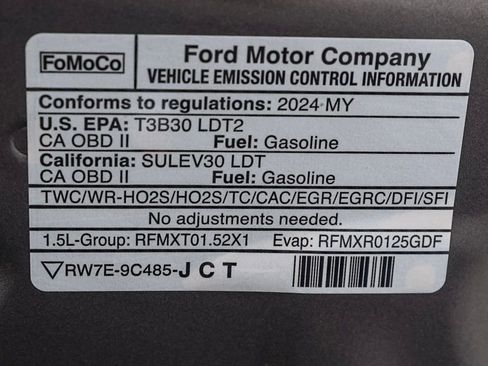 FoMoCo
Ford Motor Company
VEHICLE EMISSION CONTROL INFORMATION
Conforms to regulations: 2024 MY
U.S. EPA: T3B30 LDT2
CA OBD II Fuel: Gasoline
California: SULEV30 LDT
CA OBD II Fuel: Gasoline
TWC/WR-HO2S/HO2S/TC/CAC/EGR/EGRC/DFI/SFI
No adjustments needed.
1.5L-Group: RFMXT01.52X1 Evap: RFMXR0125GDF
RW7E-9C485-JCT